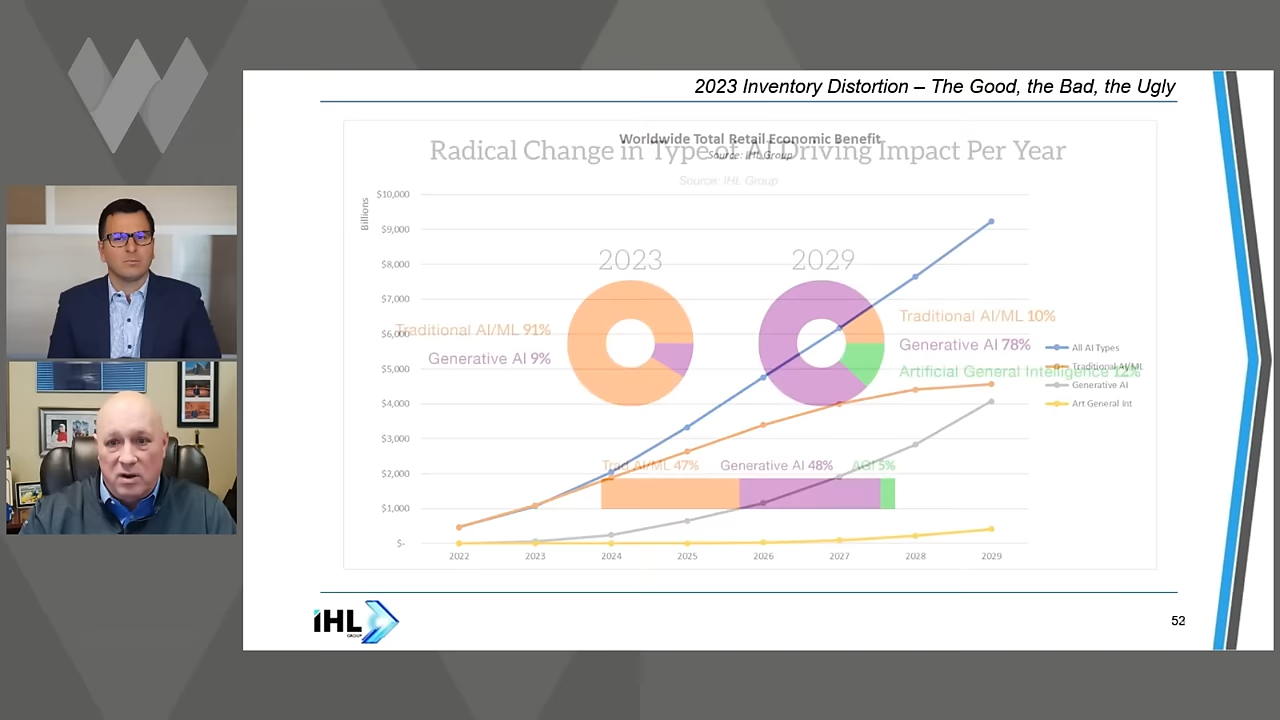 2023 Inventory Distortion – The Good, the Bad, the Ugly
Worldwide Total Retail Economic Benefit
Source: IHL Group
Radical Change in Type of AI Driving Impact Per Year
Source: IHL Group
Billions
$10,000
$9,000
$8,000
$7,000
$6,000
$5,000
$4,000
$3,000
$2,000
$1,000
$-
2022 2023 2024 2025 2026 2027 2028 2029
2023
Traditional AI/ML 91%
Generative AI 9%
2029
Traditional AI/ML 10%
Generative AI 78%
Artificial General Intelligence 12%
All AI Types
Traditional AI/ML
Generative AI
Art General Int
Trad AI/ML 47% Generative AI 48% AGI 5%
IHL
GROUP
52